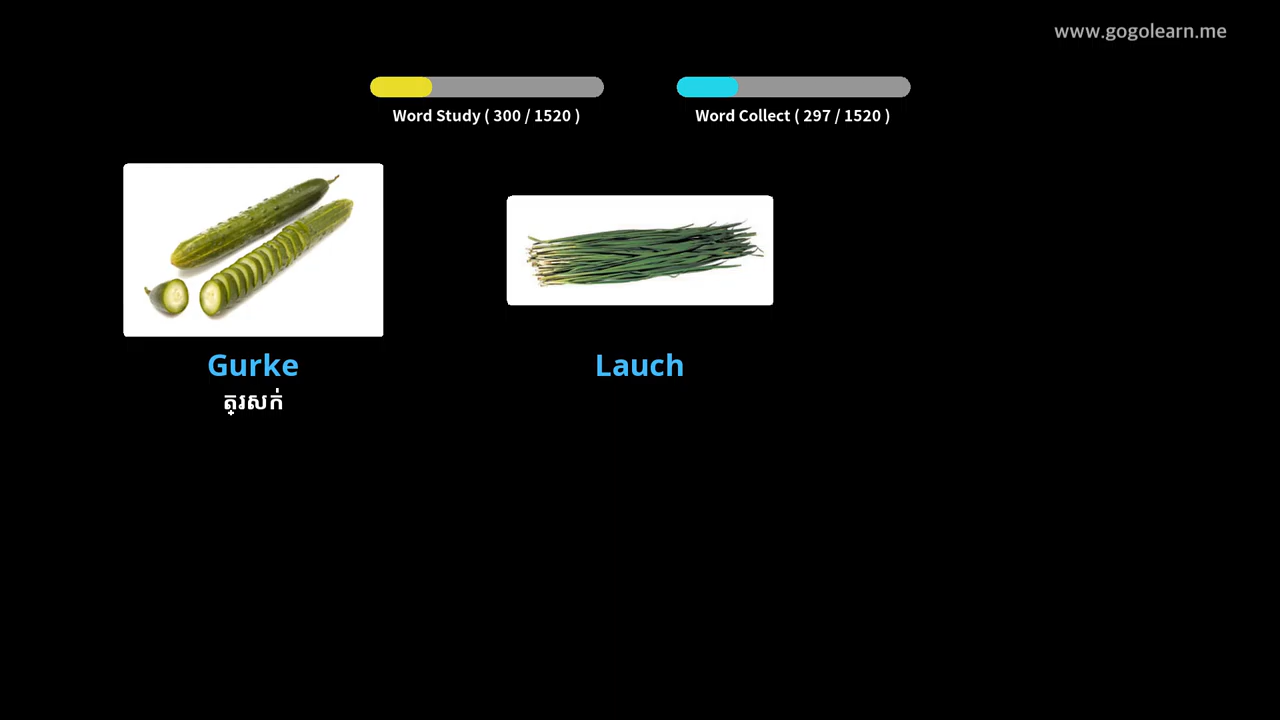 www.gogolearn.me
Word Study ( 300 / 1520 )
Word Collect ( 297 / 1520 )
Gurke
Lauch
ត្រសក់